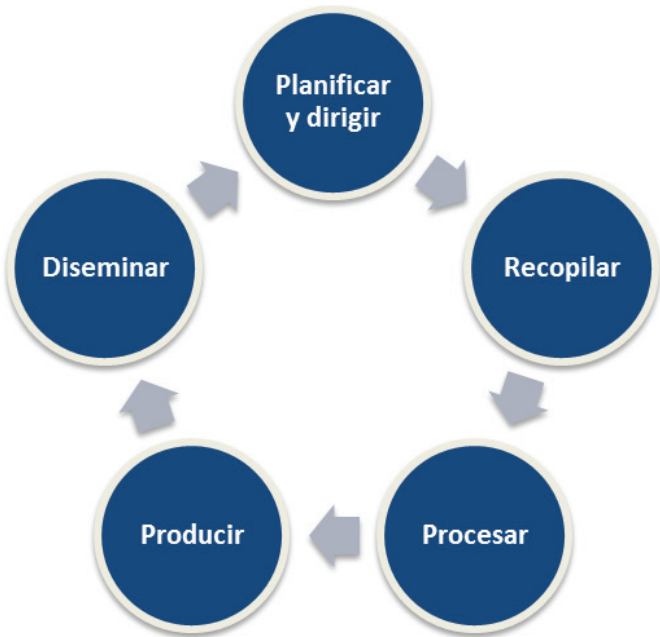 Planificar
y dirigir
Recopilar
Procesar
Producir
Diseminar